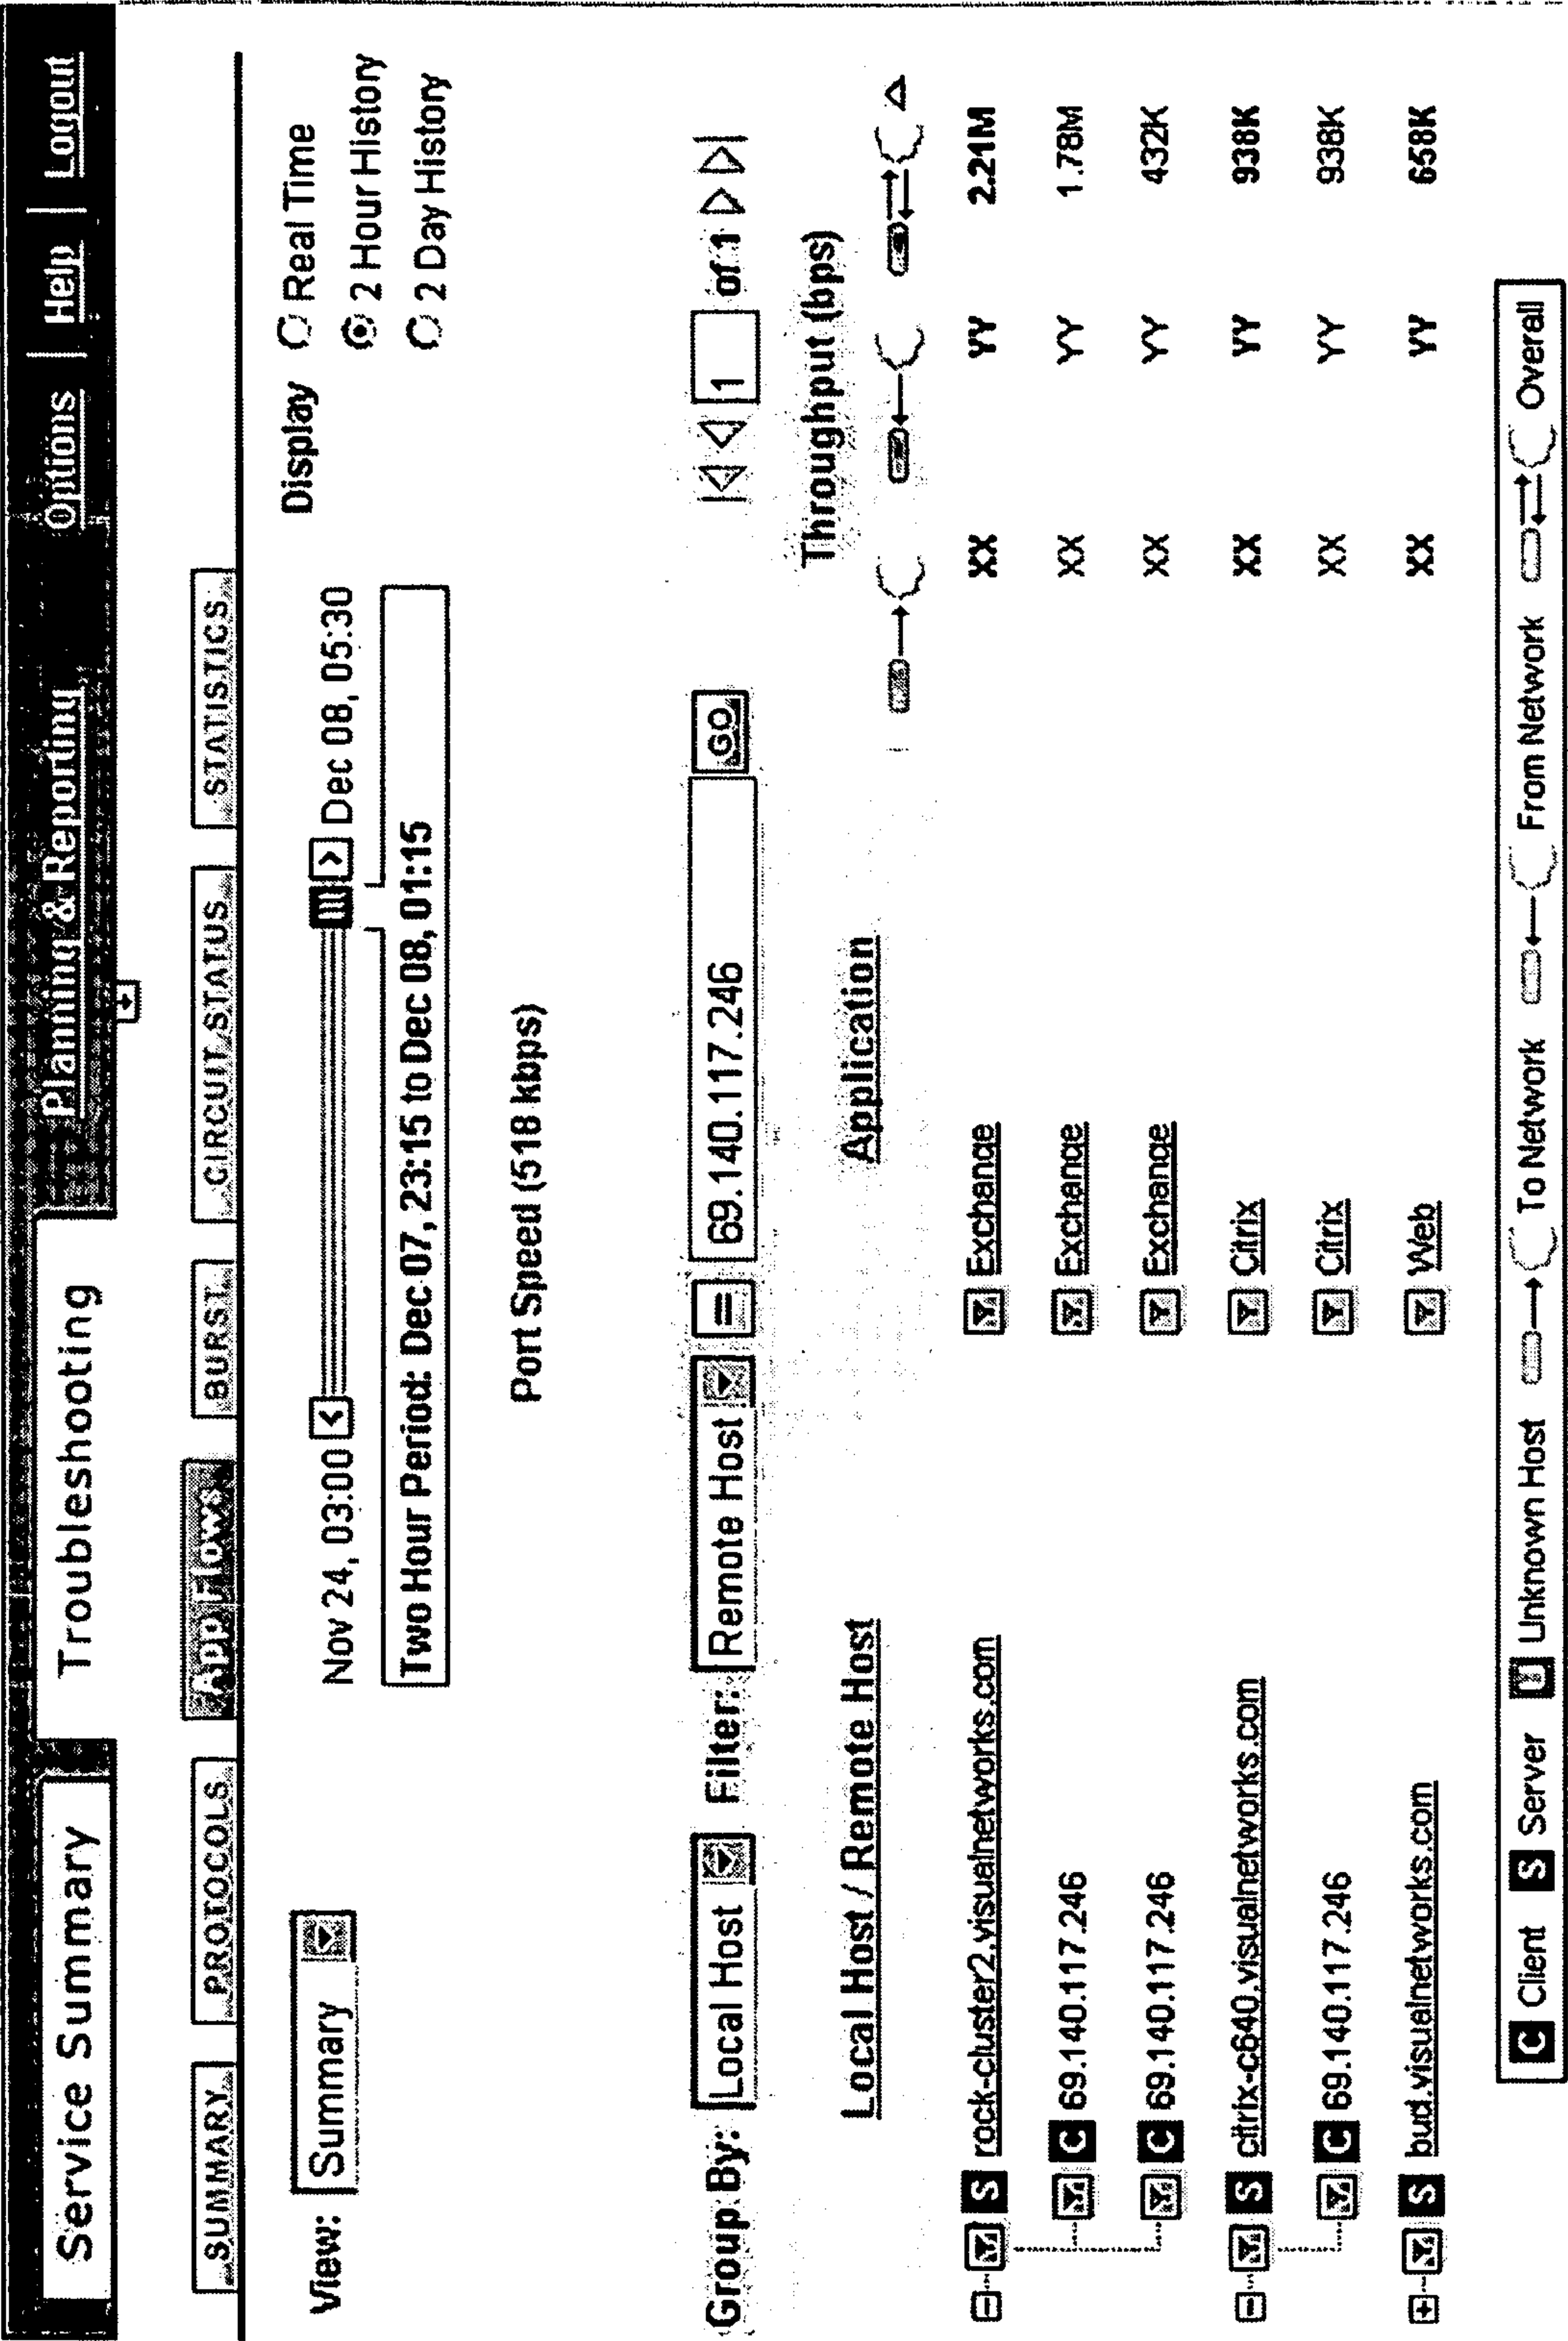 Service Summary Troubleshooting Planning & Reporting Options | Help | Logout
SUMMARY PROTOCOLS App Flows BURST CIRCUIT STATUS STATISTICS
View: Summary
Nov 24, 03:00 < > Dec 08, 05:30
Two Hour Period: Dec 07, 23:15 to Dec 08, 01:15
Display Real Time
2 Hour History
2 Day History
Port Speed (518 kbps)
Group By: Local Host Filter: Remote Host = 69.140.117.246 GO 1 of 1
Throughput (bps)
Local Host / Remote Host Application
S rock-cluster2.visualnetworks.com Exchange XX YY 2.21M
C 69.140.117.246 Exchange XX YY 1.78M
C 69.140.117.246 Exchange XX YY 432K
S citrix-c640.visualnetworks.com Citrix XX YY 938K
C 69.140.117.246 Citrix XX YY 938K
S bud.visualnetworks.com Web XX YY 658K
C Client S Server U Unknown Host To Network From Network Overall